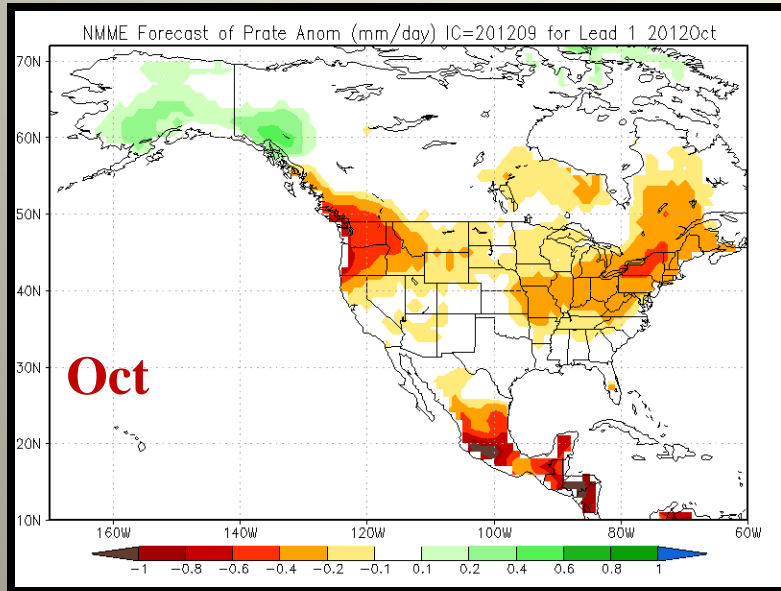 NMME Forecast of Prate Anom (mm/day) IC=201209 for Lead 1 2012Oct
70N
60N
50N
40N
30N
Oct
20N
10N
160W 140W 120W 100W 80W 60W
-1 -0.8 -0.6 -0.4 -0.2 -0.1 0.1 0.2 0.4 0.6 0.8 1